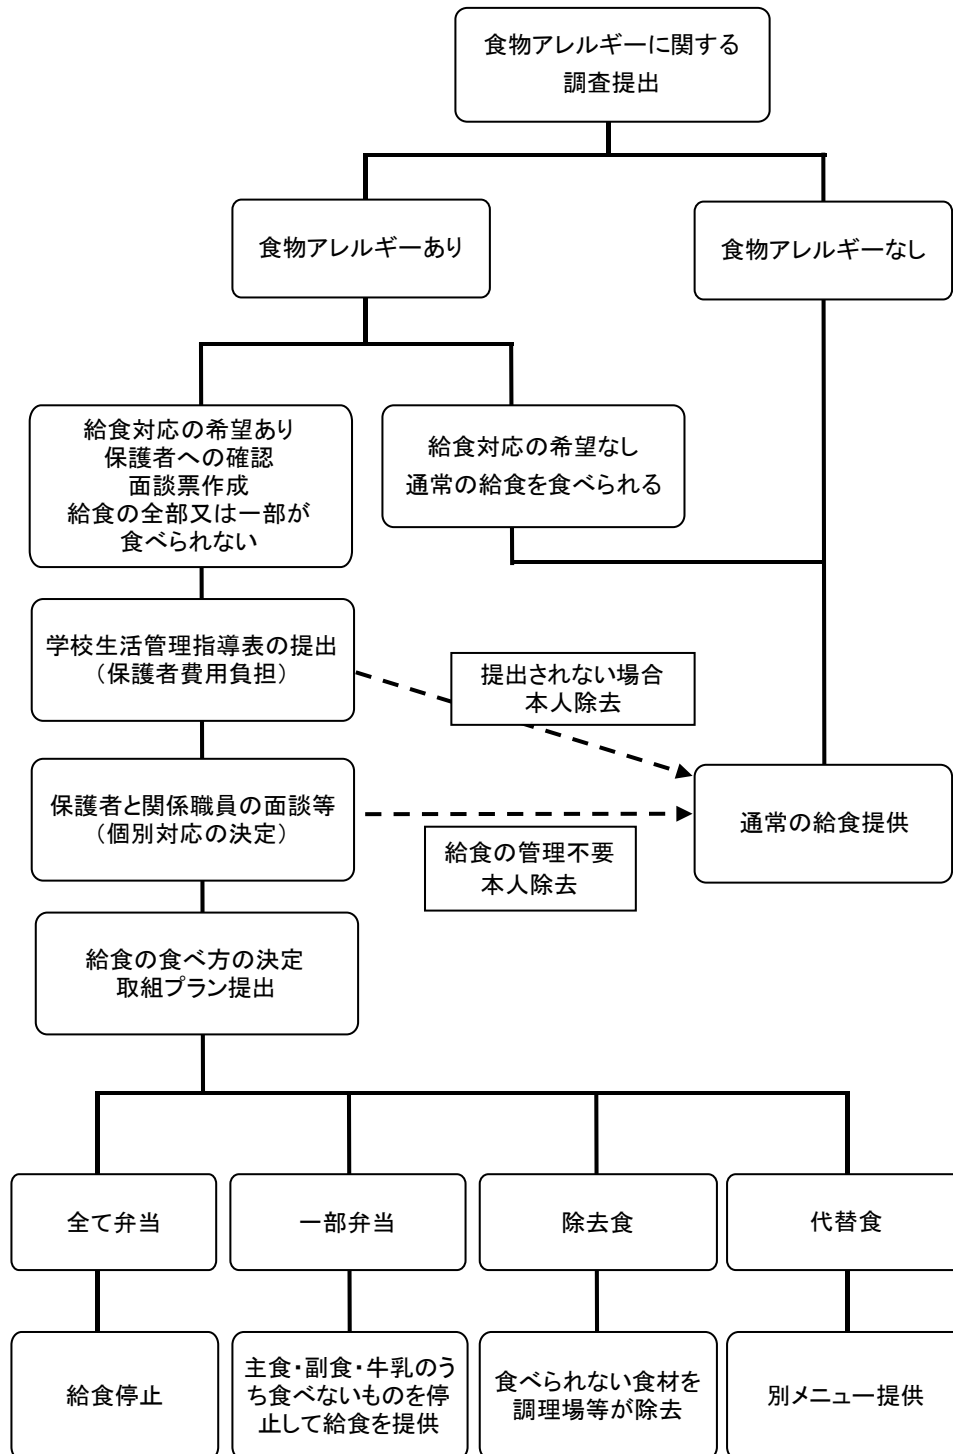 食物アレルギーに関する
調査提出
食物アレルギーあり
食物アレルギーなし
給食対応の希望あり
保護者への確認
面談票作成
給食の全部又は一部が
食べられない
給食対応の希望なし
通常の給食を食べられる
学校生活管理指導表の提出
（保護者費用負担）
提出されない場合
本人除去
保護者と関係職員の面談等
（個別対応の決定）
給食の管理不要
本人除去
通常の給食提供
給食の食べ方の決定
取組プラン提出
全て弁当
一部弁当
除去食
代替食
給食停止
主食・副食・牛乳のう
ち食べないものを停
止して給食を提供
食べられない食材を
調理場等が除去
別メニュー提供